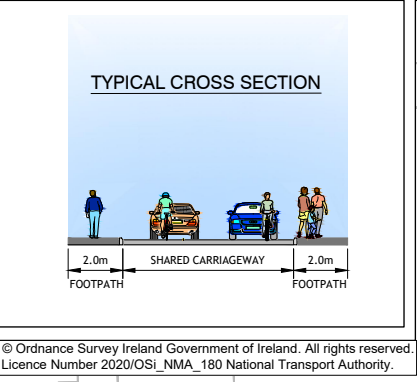 TYPICAL CROSS SECTION
2.0m SHARED CARRIAGEWAY 2.0m
FOOTPATH FOOTPATH
© Ordnance Survey Ireland Government of Ireland. All rights reserved.
Licence Number 2020/OSi_NMA_180 National Transport Authority.